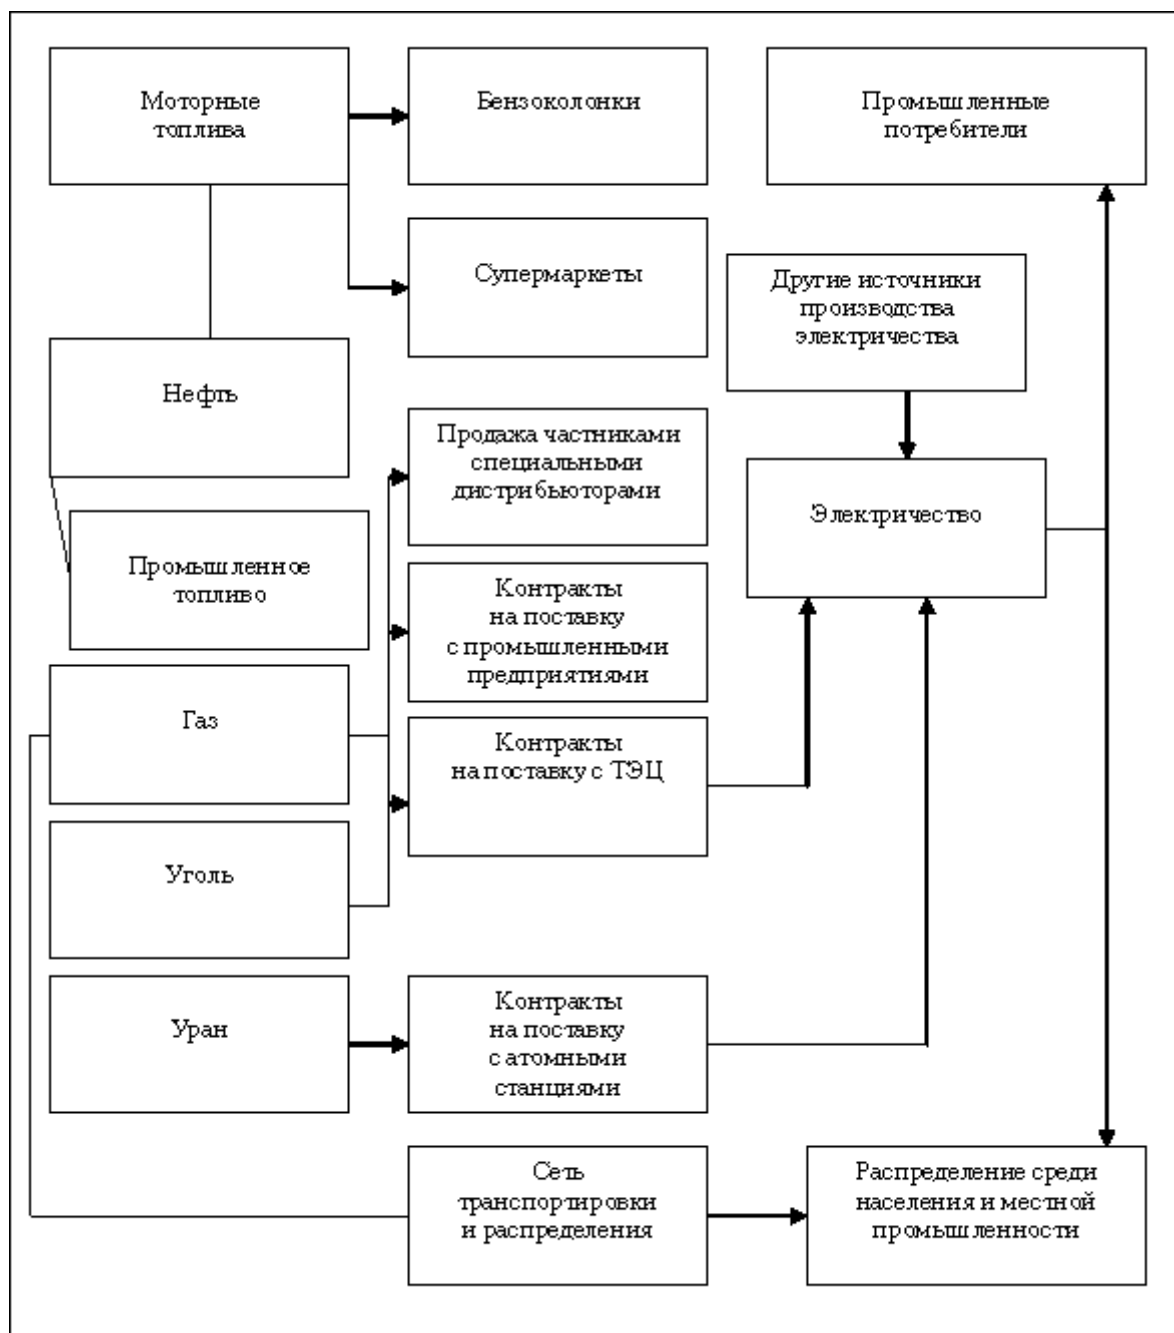 Моторные
топлива
Бензоколонки
Промышленные
потребители
Супермаркеты
Другие источники
производства
электричества
Нефть
Продажа частниками
специальными
дистрибьюторами
Электричество
Промышленное
топливо
Контракты
на поставку
с промышленными
предприятиями
Газ
Контракты
на поставку с ТЭЦ
Уголь
Уран
Контракты
на поставку
с атомными
станциями
Сеть
транспортировки
и распределения
Распределение среди
населения и местной
промышленности